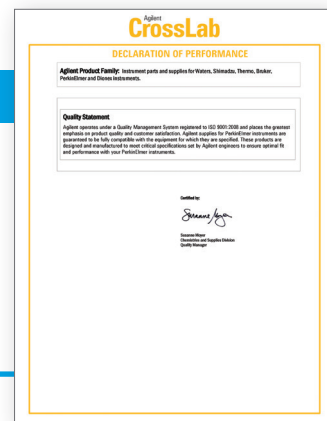 Agilent
CrossLab
DECLARATION OF PERFORMANCE
Agilent Product Family: Instrument parts and supplies for Waters, Shimadzu, Thermo, Bruker,
PerkinElmer and Dionex instruments.
Quality Statement
Agilent operates under a Quality Management System registered to ISO 9001:2008 and places the greatest
emphasis on product quality and customer satisfaction. Agilent supplies for PerkinElmer instruments are
guaranteed to be fully compatible with the equipment for which they are specified. These products are
designed and manufactured to meet critical specifications set by Agilent engineers to ensure optimal fit
and performance with your PerkinElmer instruments.
Certified by:
Suzanne Moyer
Chemistries and Supplies Division
Quality Manager